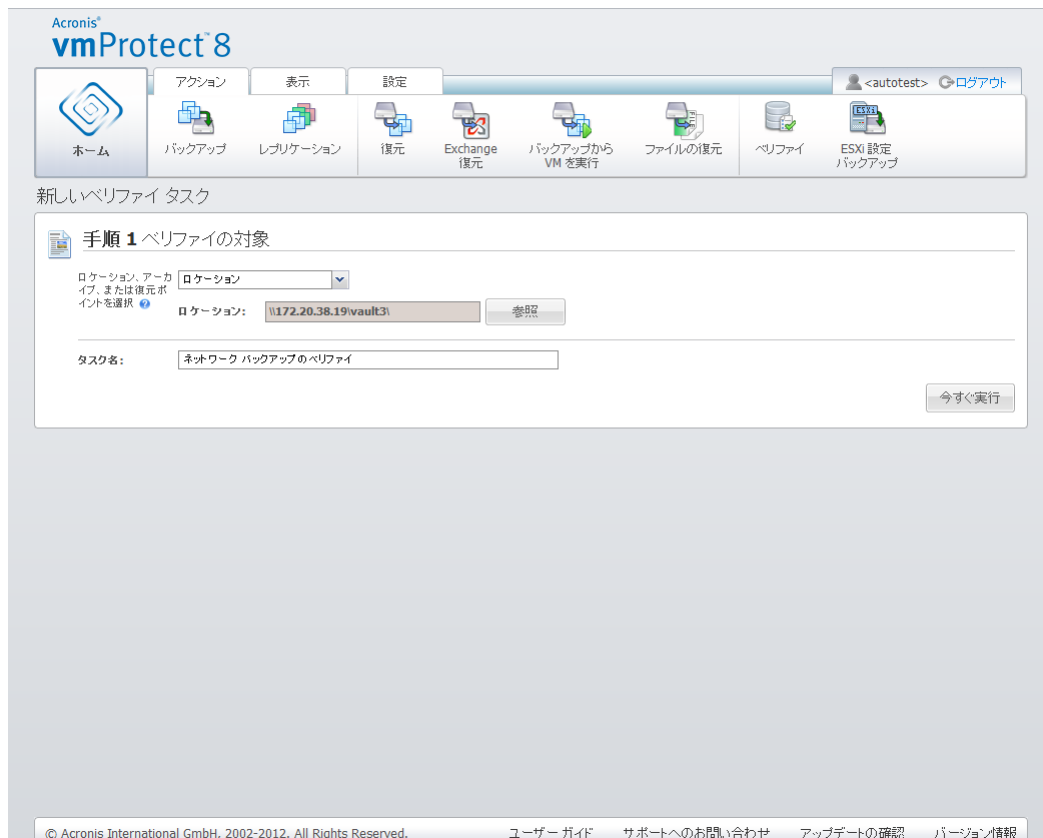 Acronis®
vmProtect™ 8
アクション 表示 設定 <autotest> ログアウト
ホーム バックアップ レプリケーション 復元 Exchange 復元 バックアップから VM を実行 ファイルの復元 ベリファイ ESXi ESXi 設定 バックアップ
新しいベリファイ タスク
手順 1 ベリファイの対象
ロケーション、アーカ
イブ、または復元ポ
イントを選択
ロケーション
ロケーション: \\172.20.38.19\vault3\ 参照
タスク名: ネットワーク バックアップのベリファイ
今すぐ実行
© Acronis International GmbH, 2002-2012. All Rights Reserved. ユーザー ガイド サポートへのお問い合わせ アップデートの確認 バージョン情報